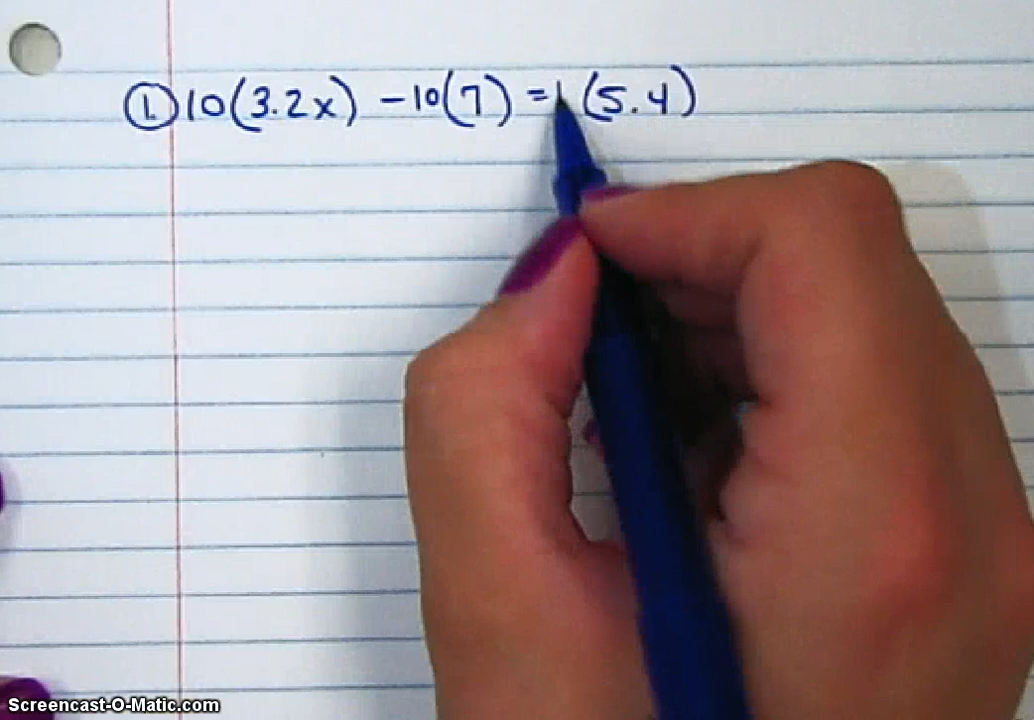 1. 10(3.2x) - 10(7) = 1 (5.4)
Screencast-O-Matic.com